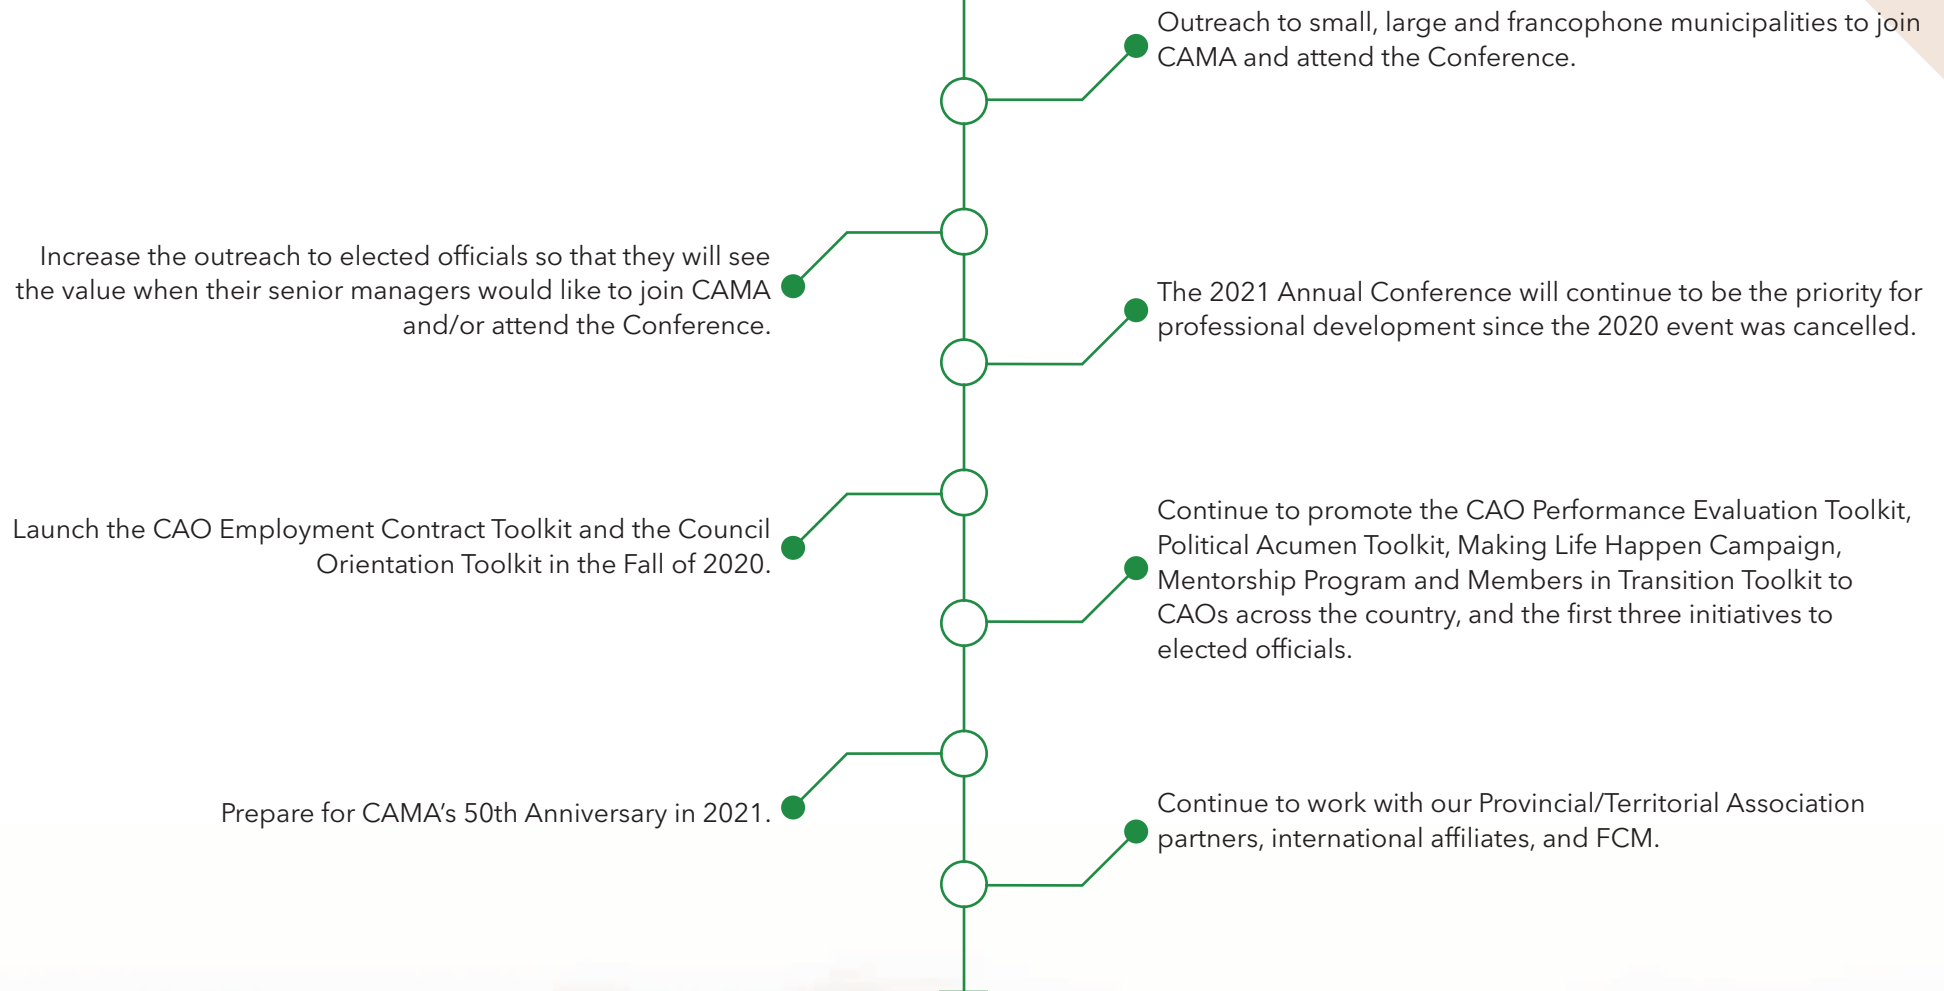 Outreach to small, large and francophone municipalities to join
CAMA and attend the Conference.
Increase the outreach to elected officials so that they will see
the value when their senior managers would like to join CAMA
and/or attend the Conference.
The 2021 Annual Conference will continue to be the priority for
professional development since the 2020 event was cancelled.
Launch the CAO Employment Contract Toolkit and the Council
Orientation Toolkit in the Fall of 2020.
Continue to promote the CAO Performance Evaluation Toolkit,
Political Acumen Toolkit, Making Life Happen Campaign,
Mentorship Program and Members in Transition Toolkit to
CAOs across the country, and the first three initiatives to
elected officials.
Prepare for CAMA’s 50th Anniversary in 2021.
Continue to work with our Provincial/Territorial Association
partners, international affiliates, and FCM.